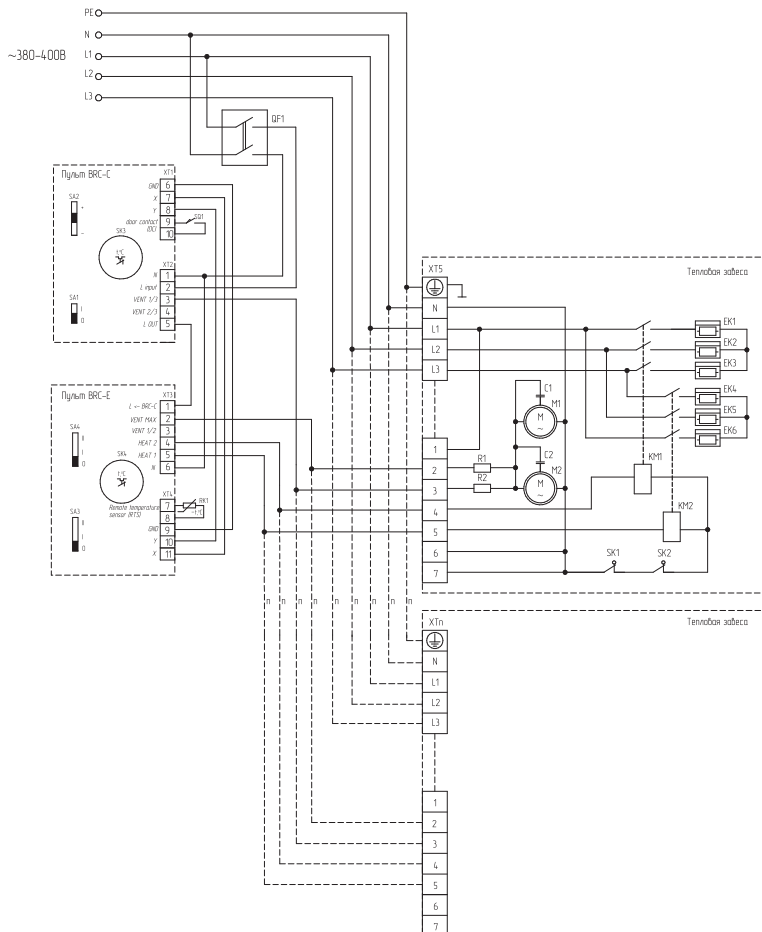 PE
N
~380-400В
L1
L2
L3
QF1
Пульт BRC-C
XT1
SA2
+
-
SK3
t°C
GND 6
X 7
Y 8
door contact (DC) 9
10
SQ1
XT2
SA1
I
0
N 1
L input 2
VENT 1/3 3
VENT 2/3 4
L OUT 5
Пульт BRC-E
XT3
SA4
II
I
0
SK4
t°C
L <- BRC-C 1
VENT MAX 2
VENT 1/2 3
HEAT 2 4
HEAT 1 5
N 6
XT4
SA3
II
I
0
Remote temperature
sensor (RTS)
7
8
RK1
-t°C
GND 9
Y 10
X 11
XT5
Тепловая завеса
N
L1
L2
L3
EK1
EK2
EK3
EK4
EK5
EK6
C1
M1
M
~
C2
M2
M
~
R1
R2
KM1
KM2
SK1
SK2
1
2
3
4
5
6
7
n n n n n n n n n
XTn
Тепловая завеса
N
L1
L2
L3
1
2
3
4
5
6
7